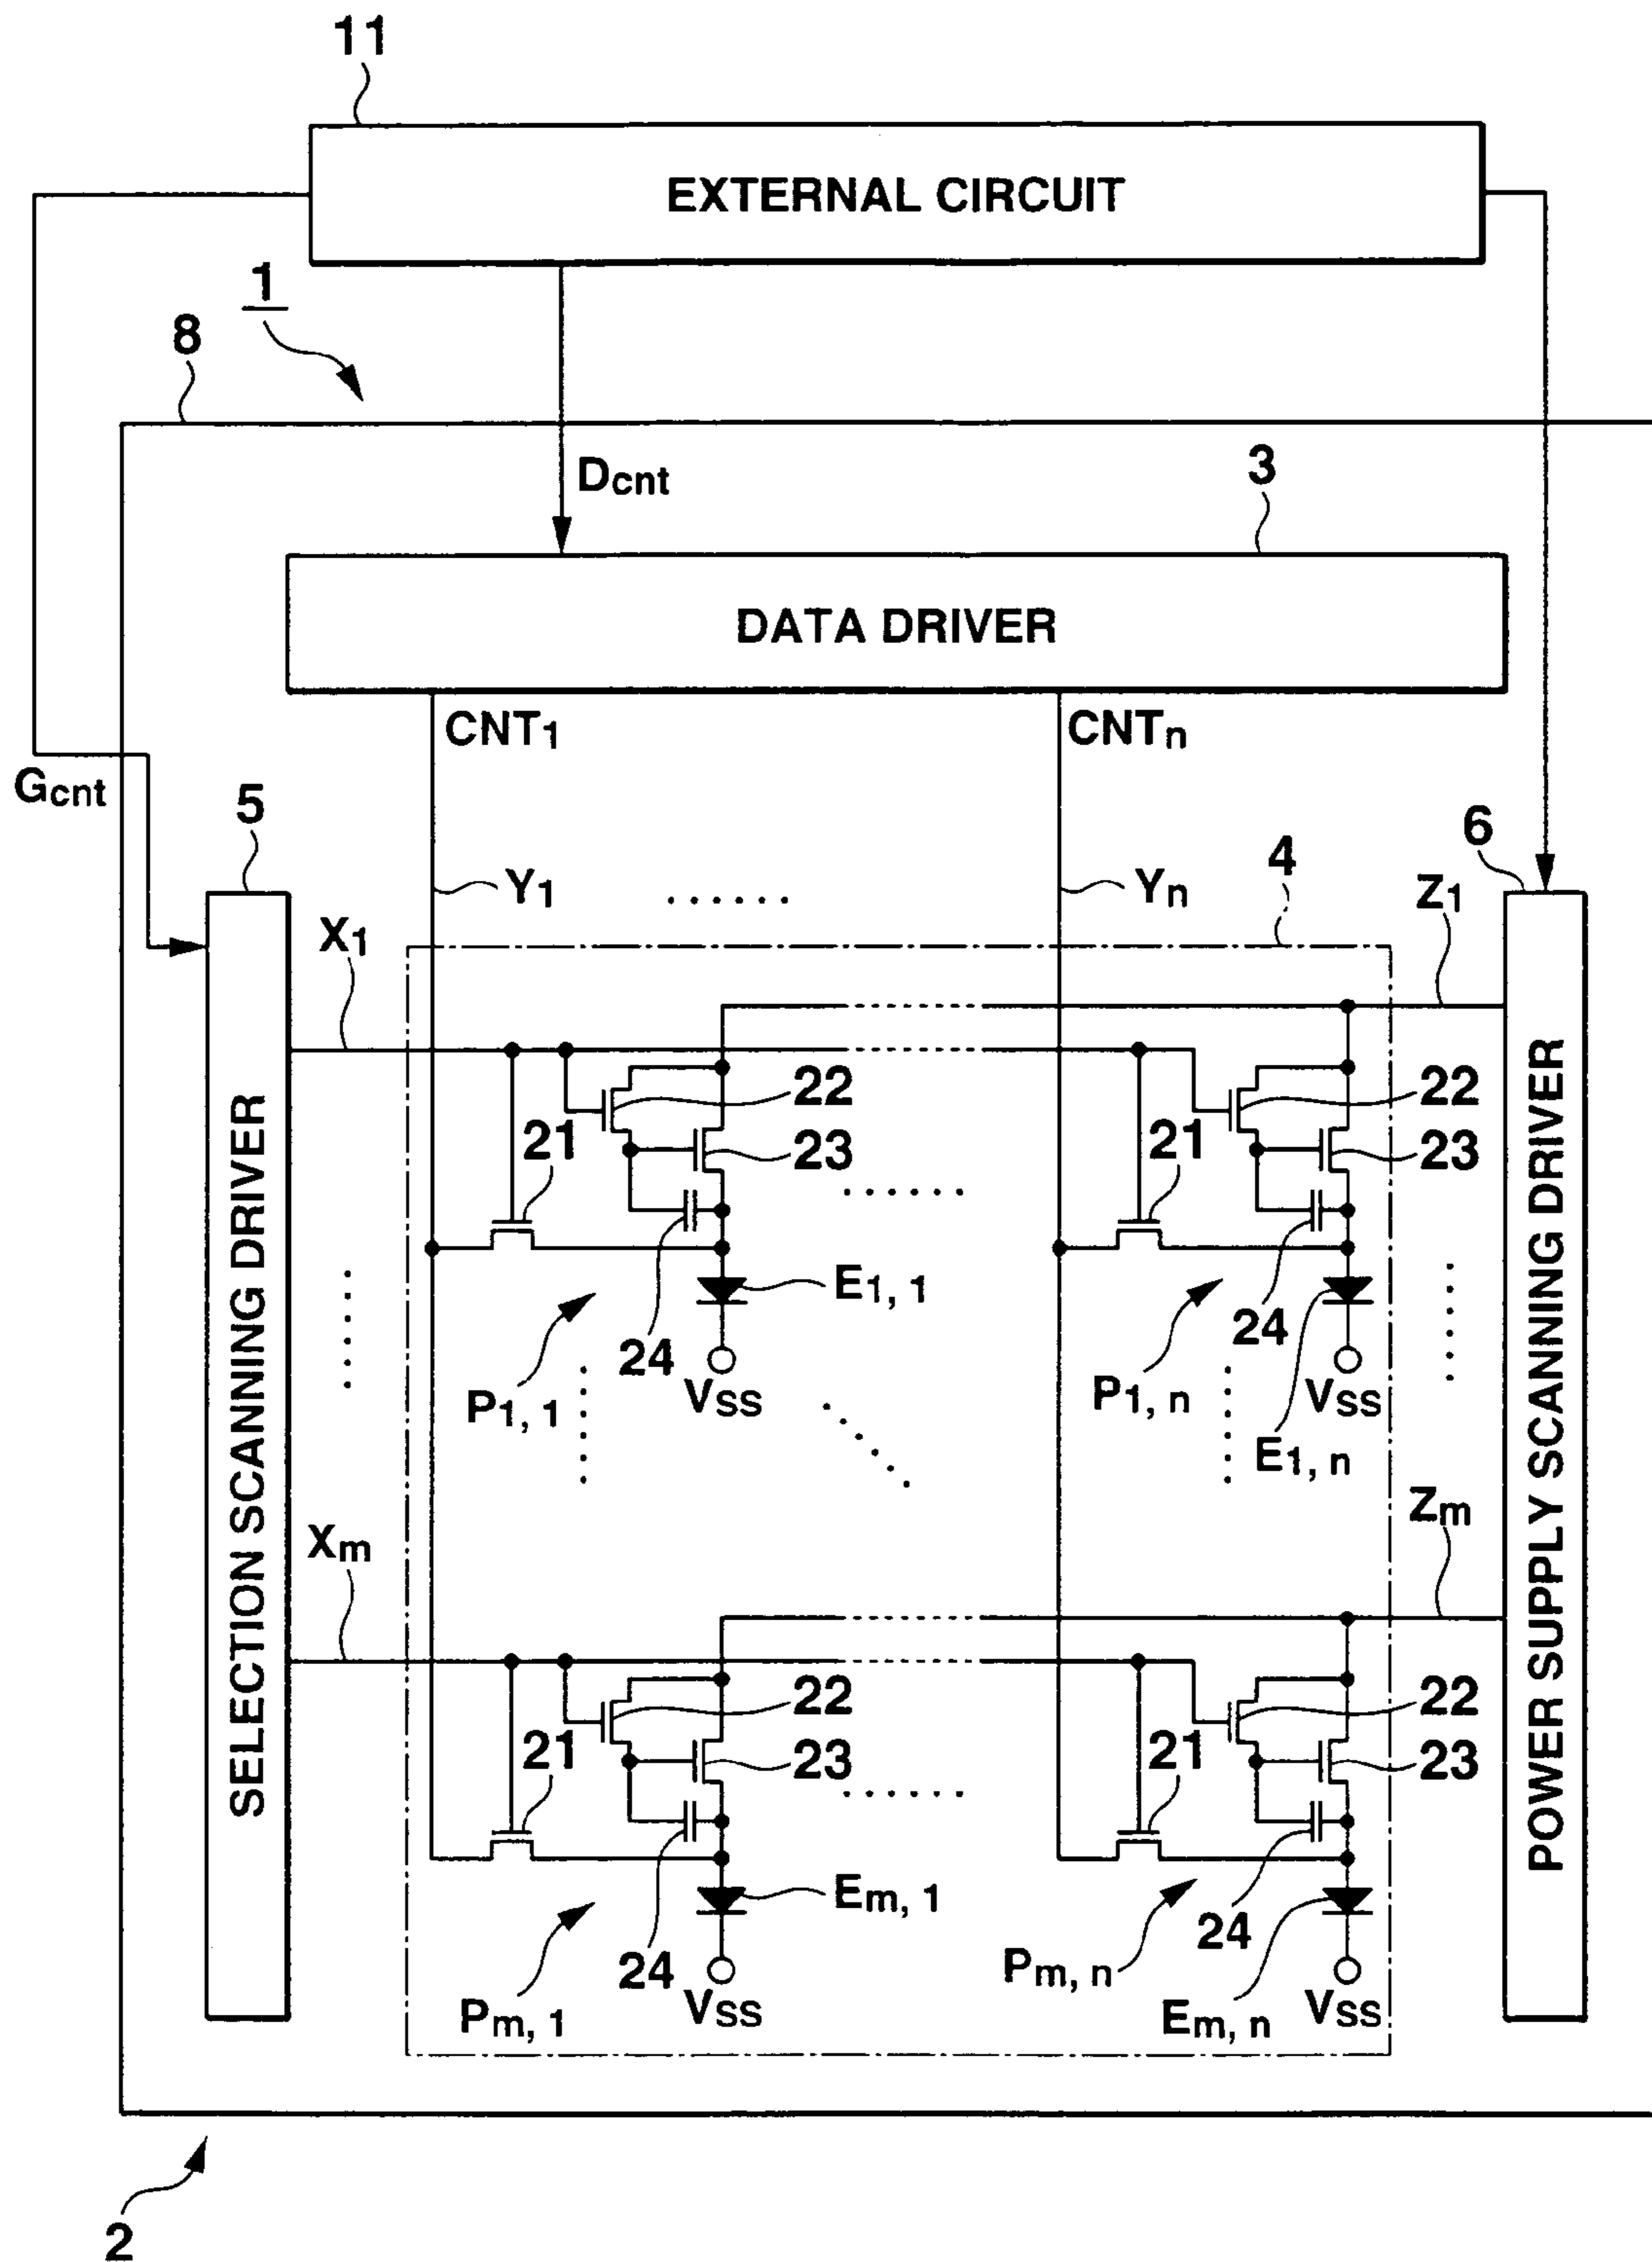 11
EXTERNAL CIRCUIT
1
8
Dcnt
3
DATA DRIVER
CNT1
CNTn
Gcnt
5
6
4
Y1
......
Yn
Z1
X1
22
22
21
23
21
23
......
SELECTION SCANNING DRIVER
POWER SUPPLY SCANNING DRIVER
E1, 1
24
24
P1, 1
VSS
P1, n
VSS
E1, n
Zm
Xm
22
22
21
23
21
23
......
Em, 1
24
24
Pm, n
Pm, 1
VSS
Em, n
VSS
2